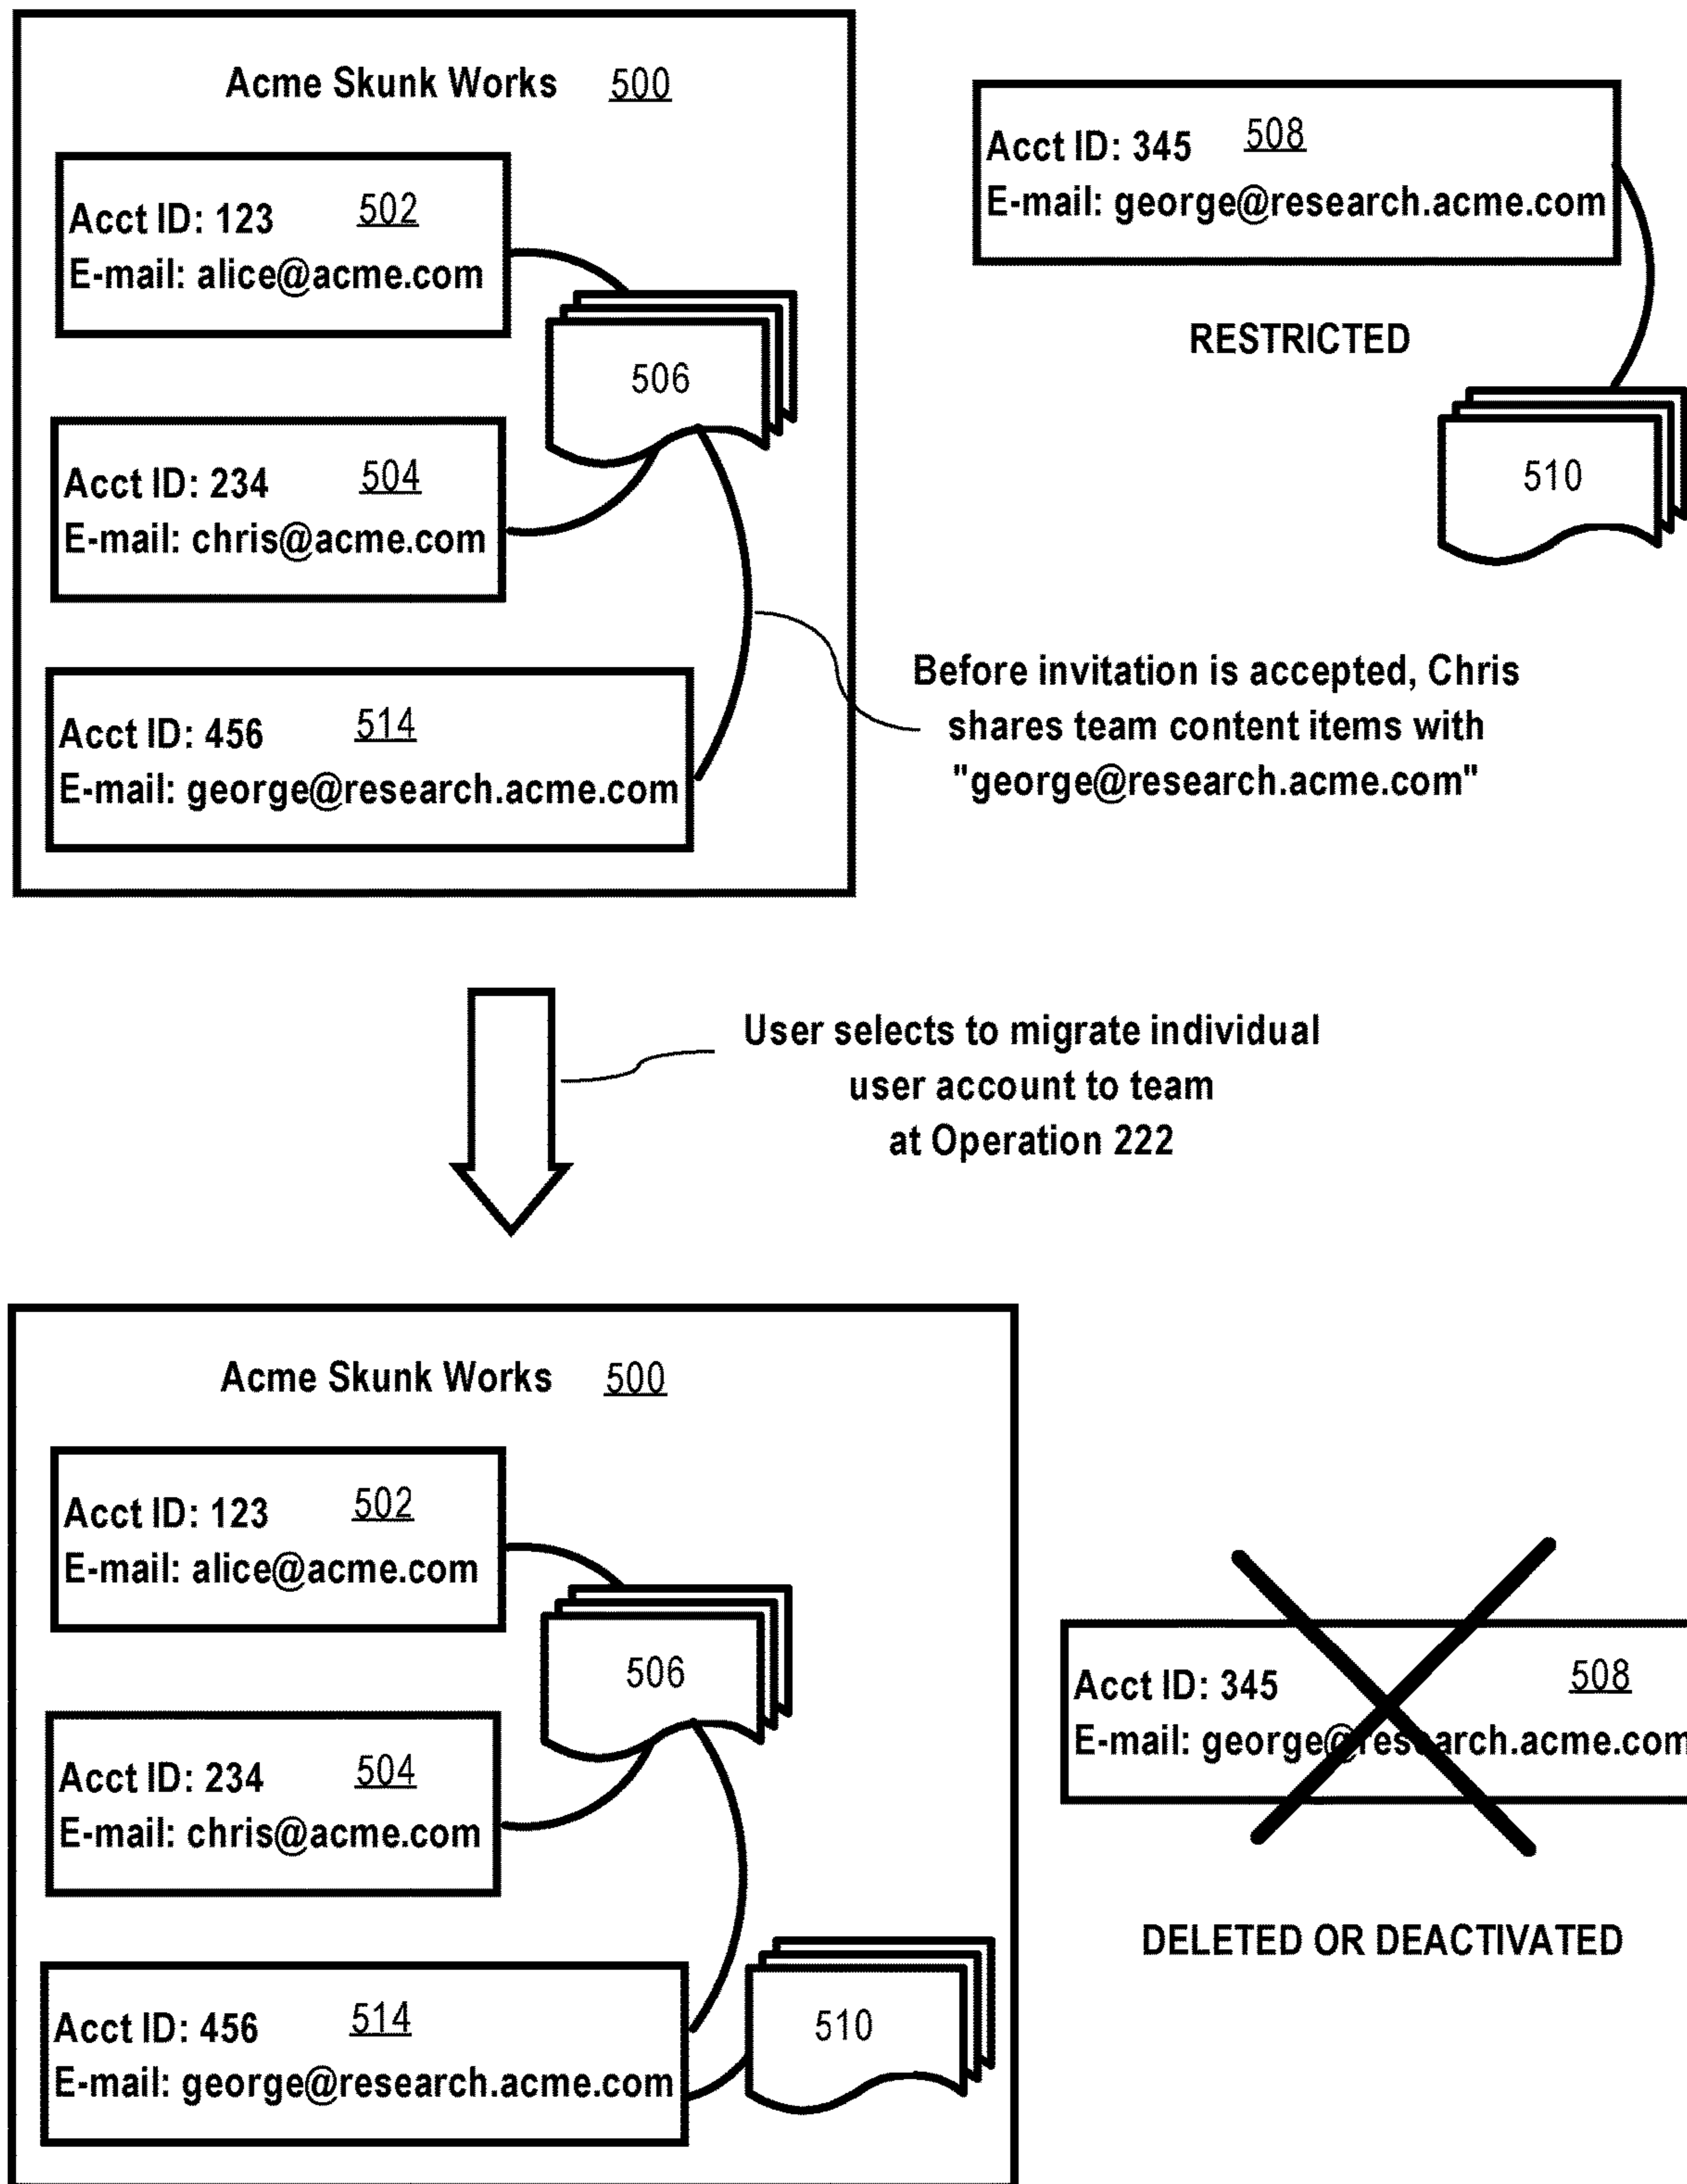 Acme Skunk Works 500
Acct ID: 123 502
E-mail: alice@acme.com
506
Acct ID: 234 504
E-mail: chris@acme.com
Acct ID: 456 514
E-mail: george@research.acme.com
Acct ID: 345 508
E-mail: george@research.acme.com
RESTRICTED
510
Before invitation is accepted, Chris
shares team content items with
"george@research.acme.com"
User selects to migrate individual
user account to team
at Operation 222
Acme Skunk Works 500
Acct ID: 123 502
E-mail: alice@acme.com
506
Acct ID: 234 504
E-mail: chris@acme.com
Acct ID: 456 514
E-mail: george@research.acme.com
510
Acct ID: 345 508
E-mail: george@research.acme.com
DELETED OR DEACTIVATED